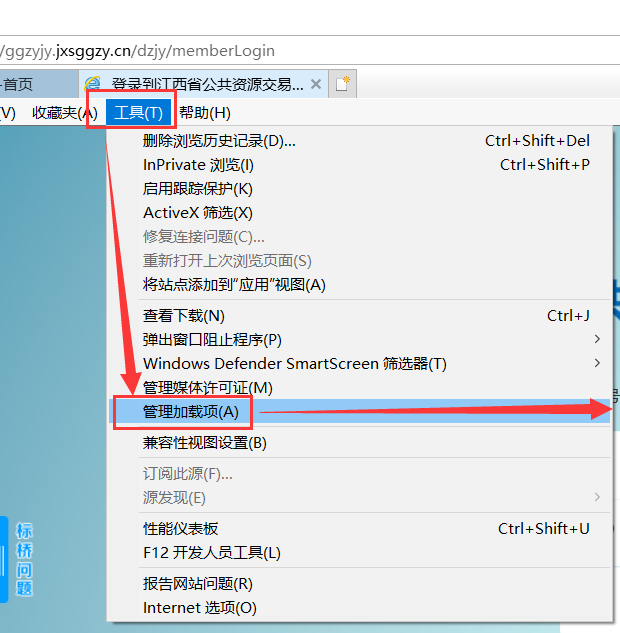 /ggzyjy.jxsggzy.cn/dzjy/memberLogin
首页
登录到江西省公共资源交易...
(V) 收藏夹(A) 工具(T) 帮助(H)
删除浏览历史记录(D)... Ctrl+Shift+Del
InPrivate 浏览(I) Ctrl+Shift+P
启用跟踪保护(K)
ActiveX 筛选(X)
修复连接问题(C)...
重新打开上次浏览页面(S)
将站点添加到“应用”视图(A)
查看下载(N) Ctrl+J
弹出窗口阻止程序(P)
Windows Defender SmartScreen 筛选器(T)
管理媒体许可证(M)
管理加载项(A)
兼容性视图设置(B)
订阅此源(F)...
源发现(E)
性能仪表板 Ctrl+Shift+U
F12 开发人员工具(L)
报告网站问题(R)
Internet 选项(O)
标桥问题